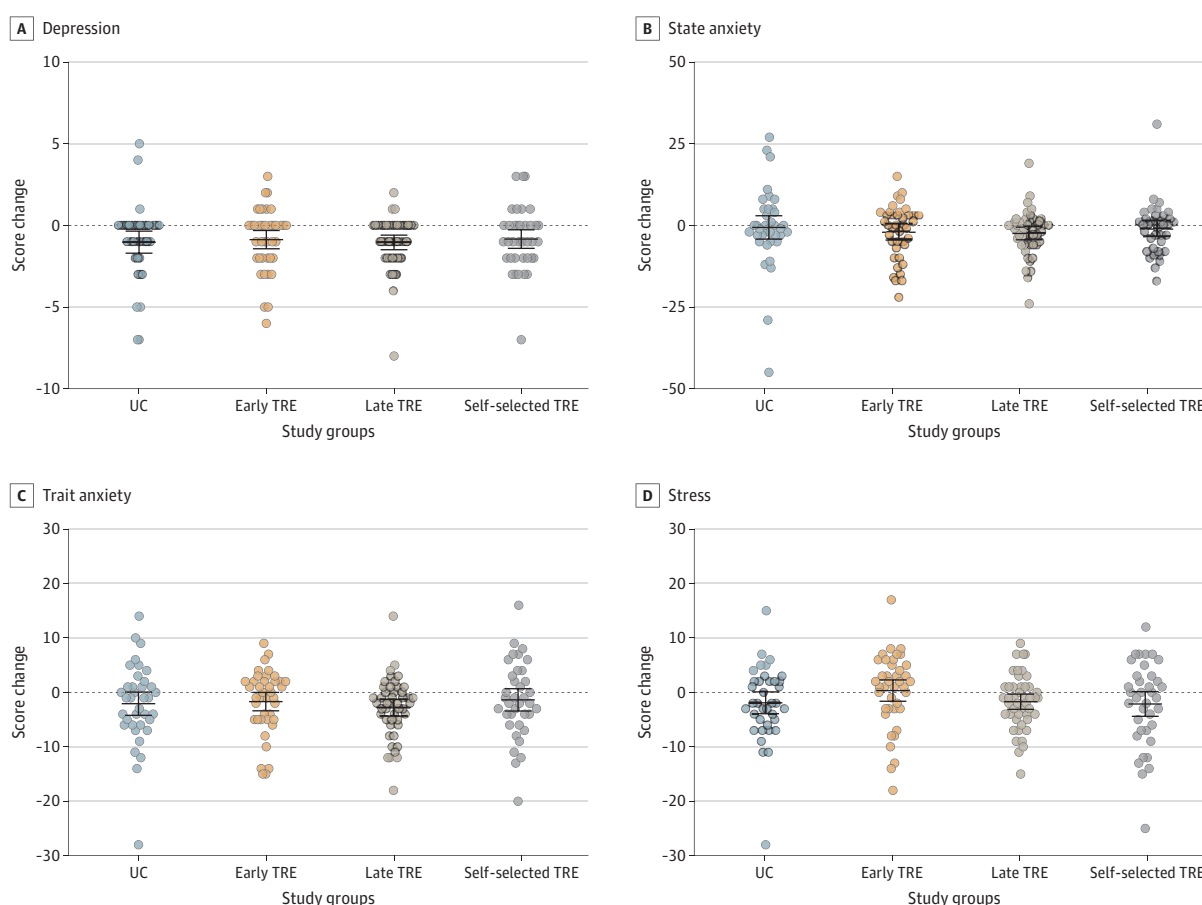 A Depression
10
5
0
-5
-10
Score change
UC
Early TRE
Late TRE
Self-selected TRE
Study groups
B State anxiety
50
25
0
-25
-50
Score change
UC
Early TRE
Late TRE
Self-selected TRE
Study groups
C Trait anxiety
30
20
10
0
-10
-20
-30
Score change
UC
Early TRE
Late TRE
Self-selected TRE
Study groups
D Stress
30
20
10
0
-10
-20
-30
Score change
UC
Early TRE
Late TRE
Self-selected TRE
Study groups